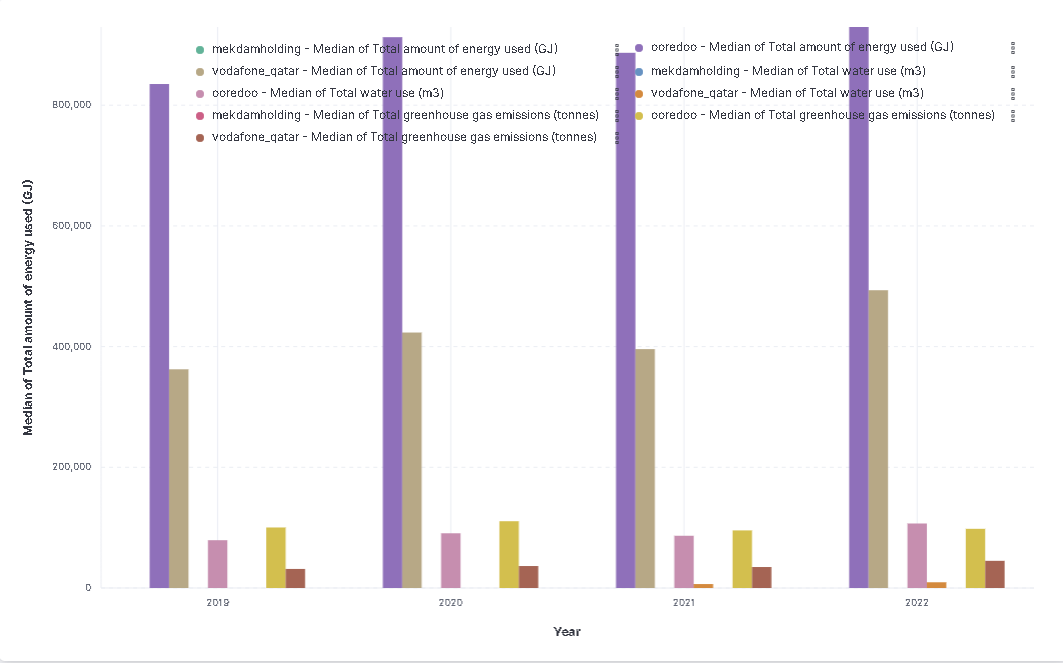 mekdamholding - Median of Total amount of energy used (GJ)
ooredoo - Median of Total amount of energy used (GJ)
vodafone_qatar - Median of Total amount of energy used (GJ)
mekdamholding - Median of Total water use (m3)
ooredoo - Median of Total water use (m3)
vodafone_qatar - Median of Total water use (m3)
mekdamholding - Median of Total greenhouse gas emissions (tonnes)
ooredoo - Median of Total greenhouse gas emissions (tonnes)
vodafone_qatar - Median of Total greenhouse gas emissions (tonnes)
Median of Total amount of energy used (GJ)
800,000
600,000
400,000
200,000
0
2019
2020
2021
2022
Year